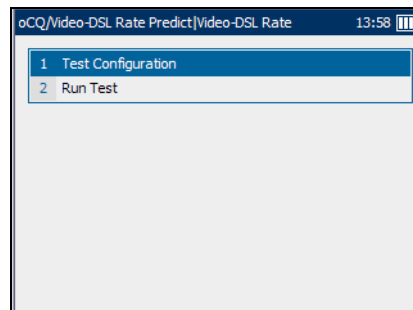 oCQ/Video-DSL Rate Predict|Video-DSL Rate 13:58
1 Test Configuration
2 Run Test